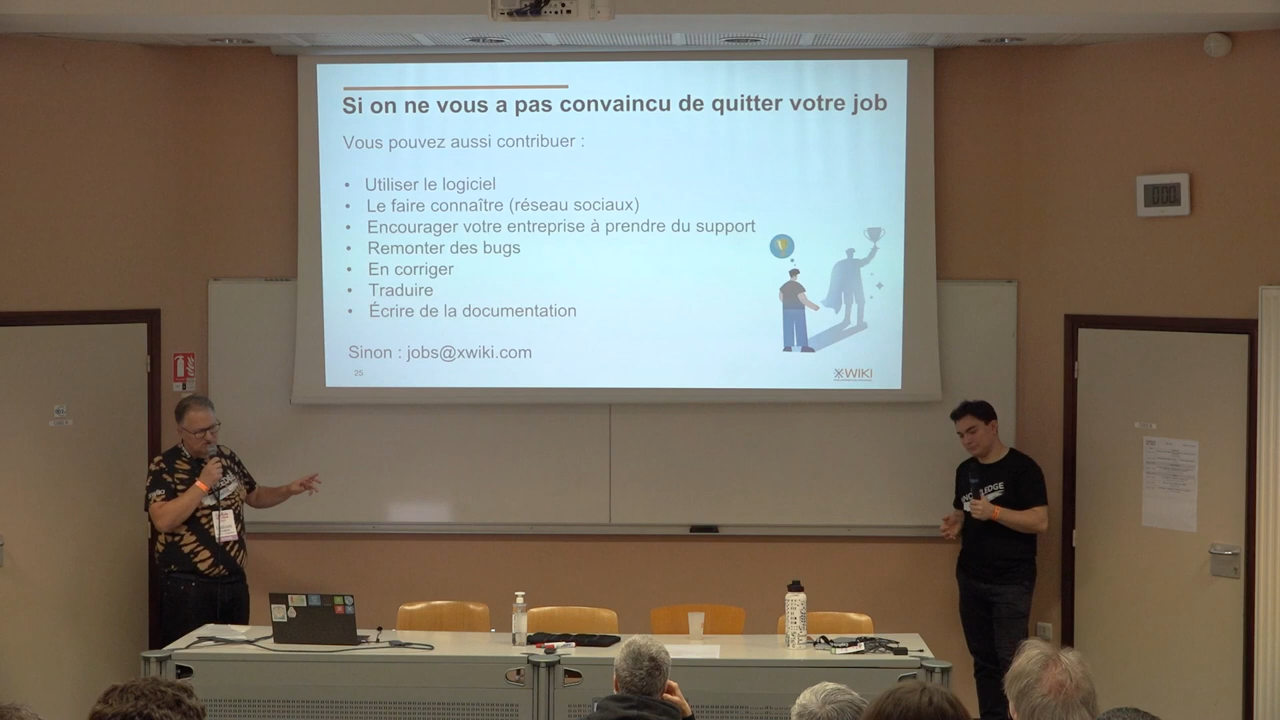 Si on ne vous a pas convaincu de quitter votre job
Vous pouvez aussi contribuer :
• Utiliser le logiciel
• Le faire connaître (réseau sociaux)
• Encourager votre entreprise à prendre du support
• Remonter des bugs
• En corriger
• Traduire
• Écrire de la documentation
Sinon : jobs@xwiki.com
25
XWIKI
0:00